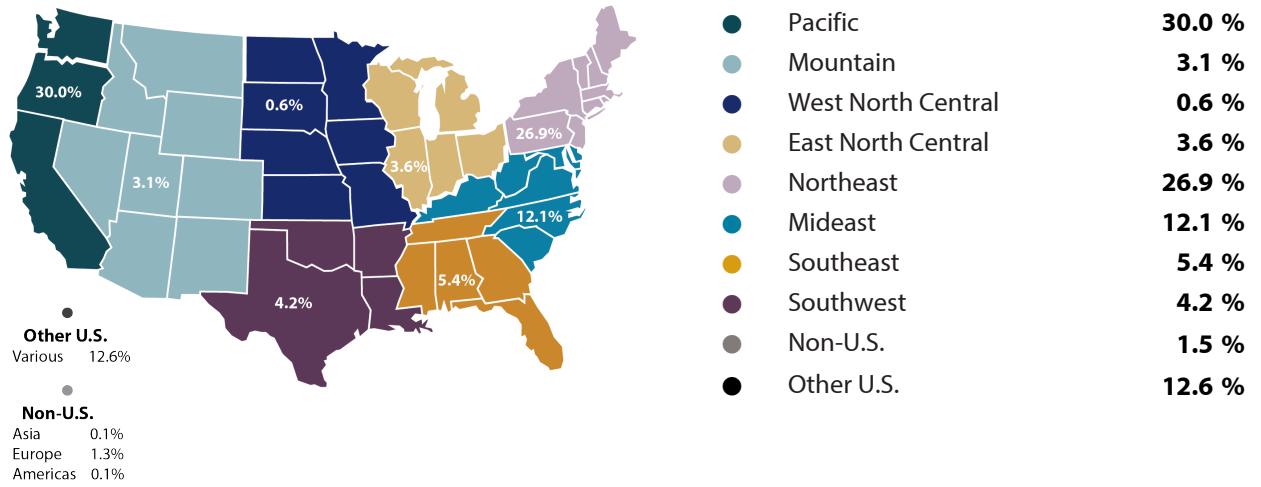 30.0%
3.1%
0.6%
3.6%
26.9%
12.1%
5.4%
4.2%
Other U.S.
Various 12.6%
Non-U.S.
Asia 0.1%
Europe 1.3%
Americas 0.1%
Pacific 30.0 %
Mountain 3.1 %
West North Central 0.6 %
East North Central 3.6 %
Northeast 26.9 %
Mideast 12.1 %
Southeast 5.4 %
Southwest 4.2 %
Non-U.S. 1.5 %
Other U.S. 12.6 %